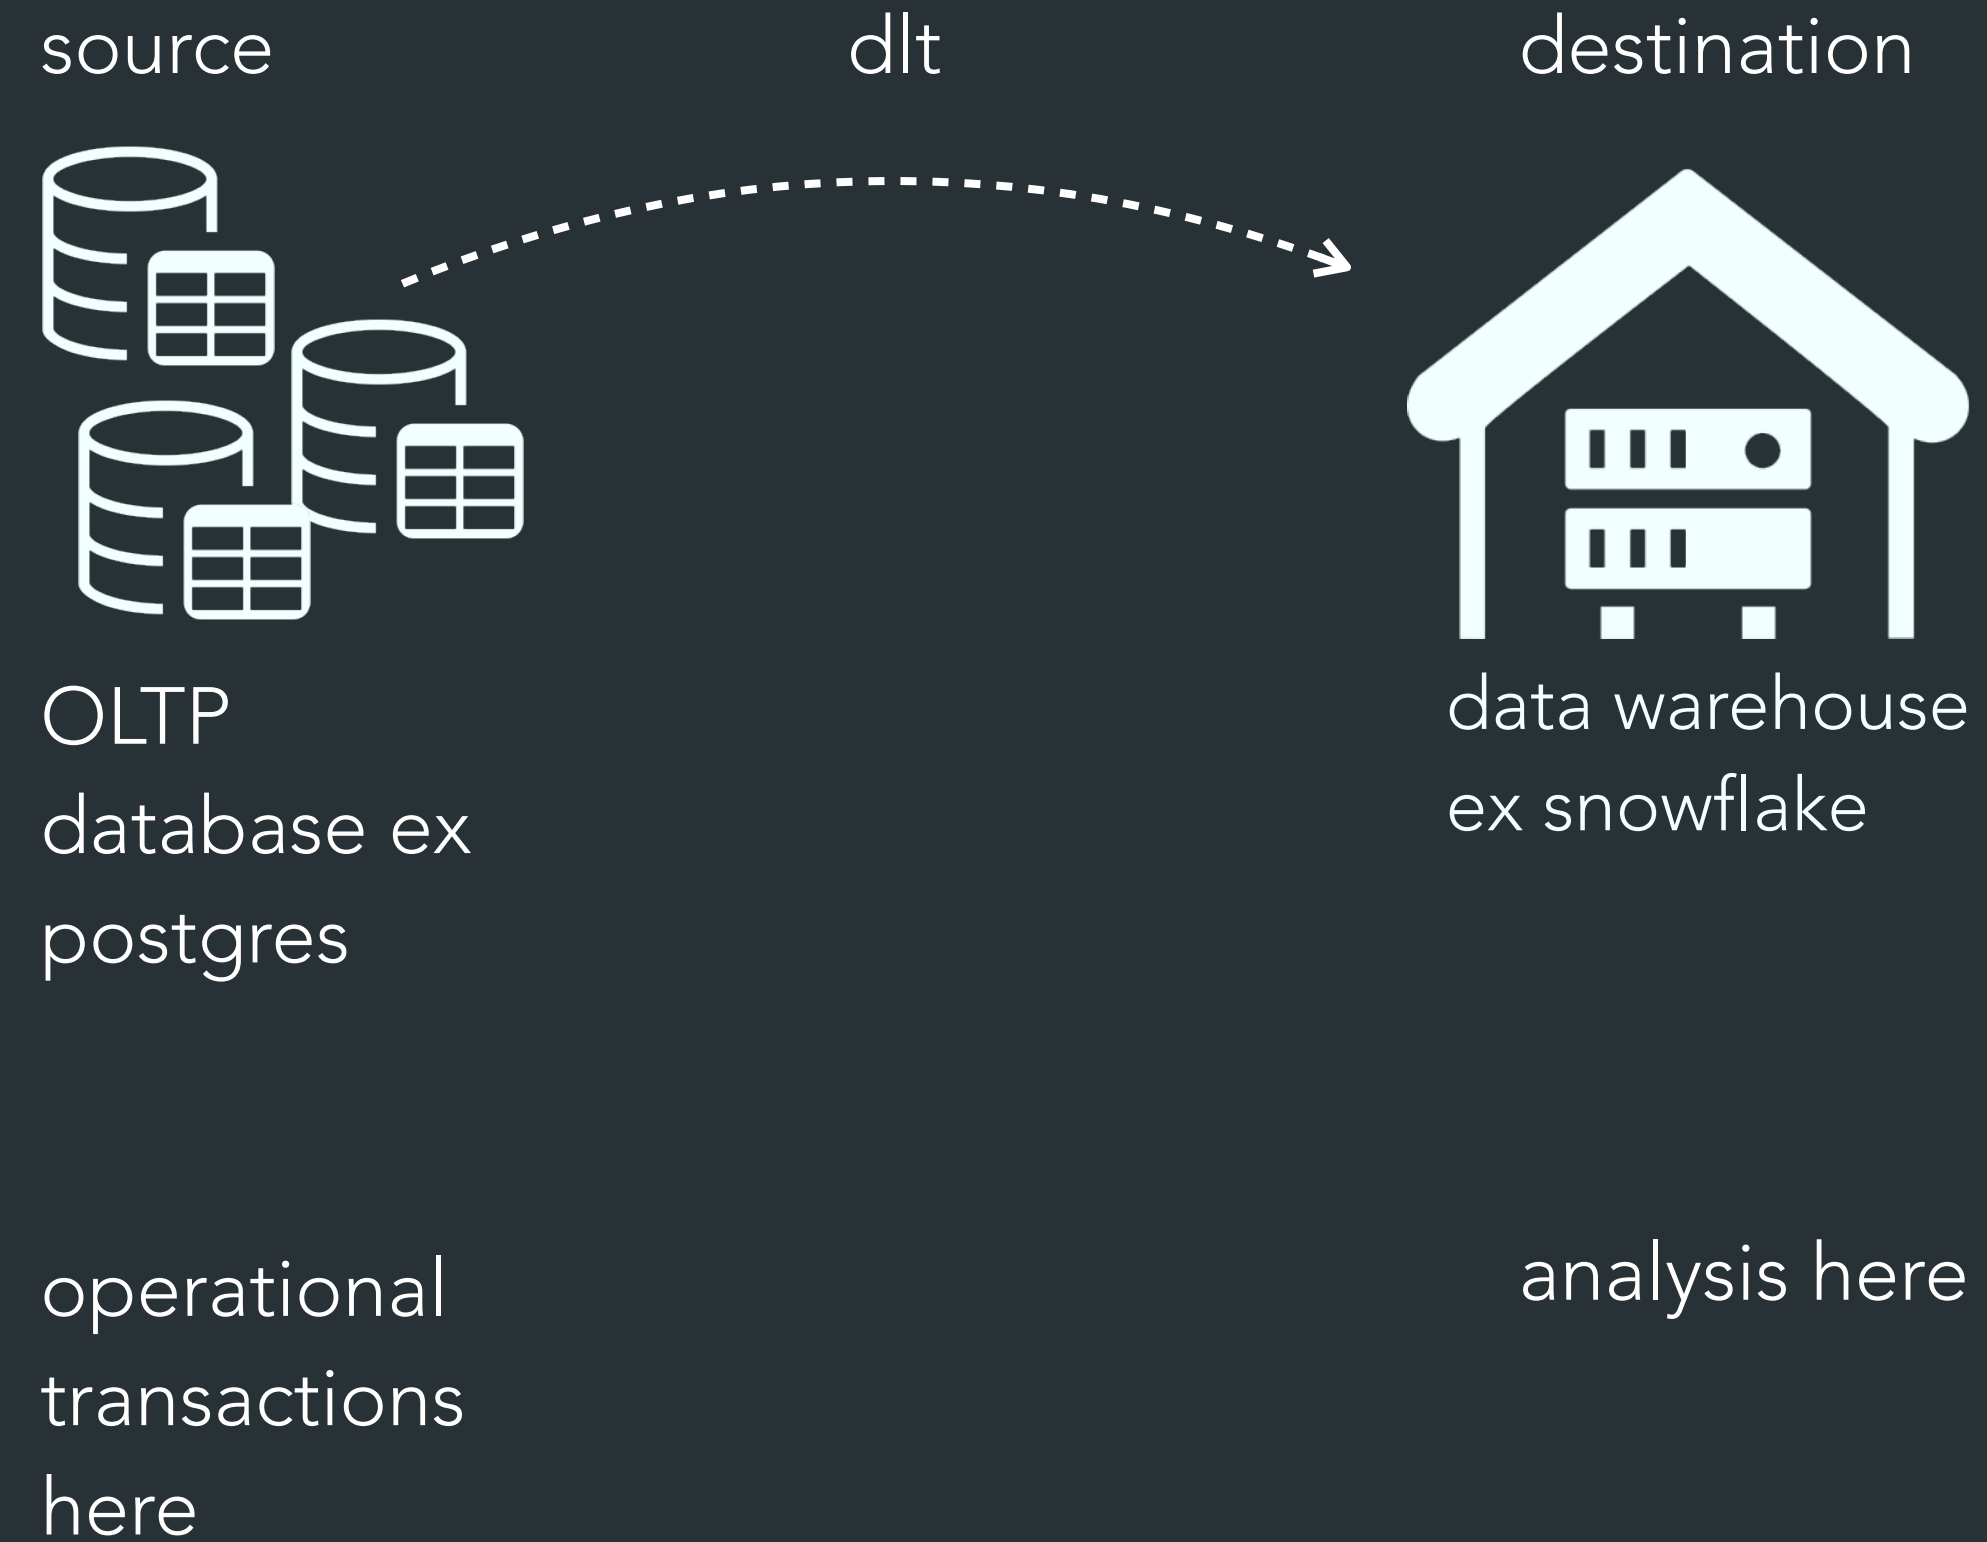 source
dlt
destination
OLTP
database ex
postgres
data warehouse
ex snowflake
operational
transactions
here
analysis here